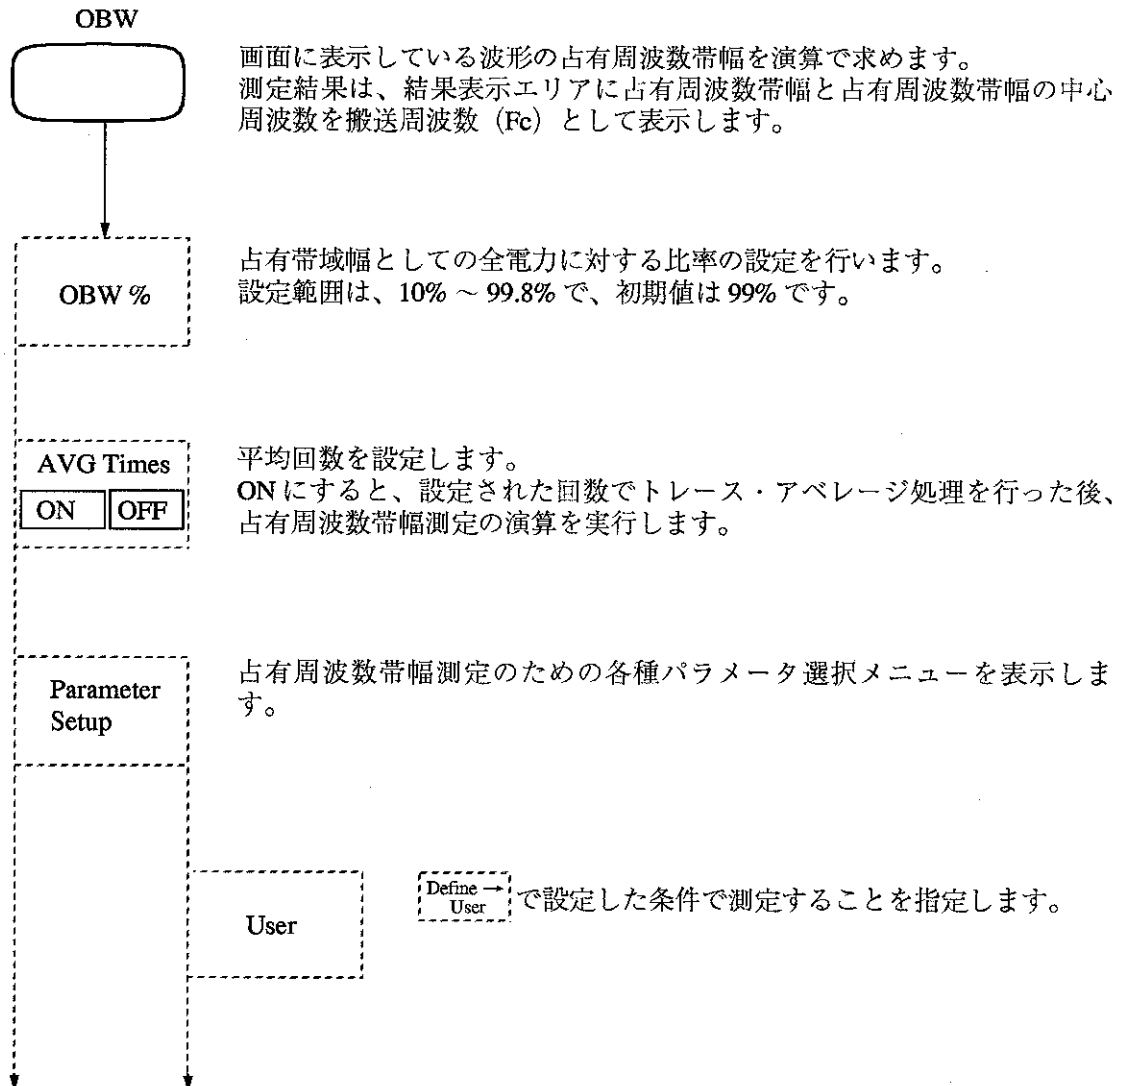 OBW
画面に表示している波形の占有周波数帯幅を演算で求めます。
測定結果は、結果表示エリアに占有周波数帯幅と占有周波数帯幅の中心
周波数を搬送周波数（Fc）として表示します。
OBW %
占有帯域幅としての全電力に対する比率の設定を行います。
設定範囲は、10% ～ 99.8% で、初期値は 99% です。
AVG Times
ON OFF
平均回数を設定します。
ON にすると、設定された回数でトレース・アベレージ処理を行った後、
占有周波数帯幅測定の演算を実行します。
Parameter
Setup
占有周波数帯幅測定のための各種パラメータ選択メニューを表示しま
す。
User
Define →
User で設定した条件で測定することを指定します。